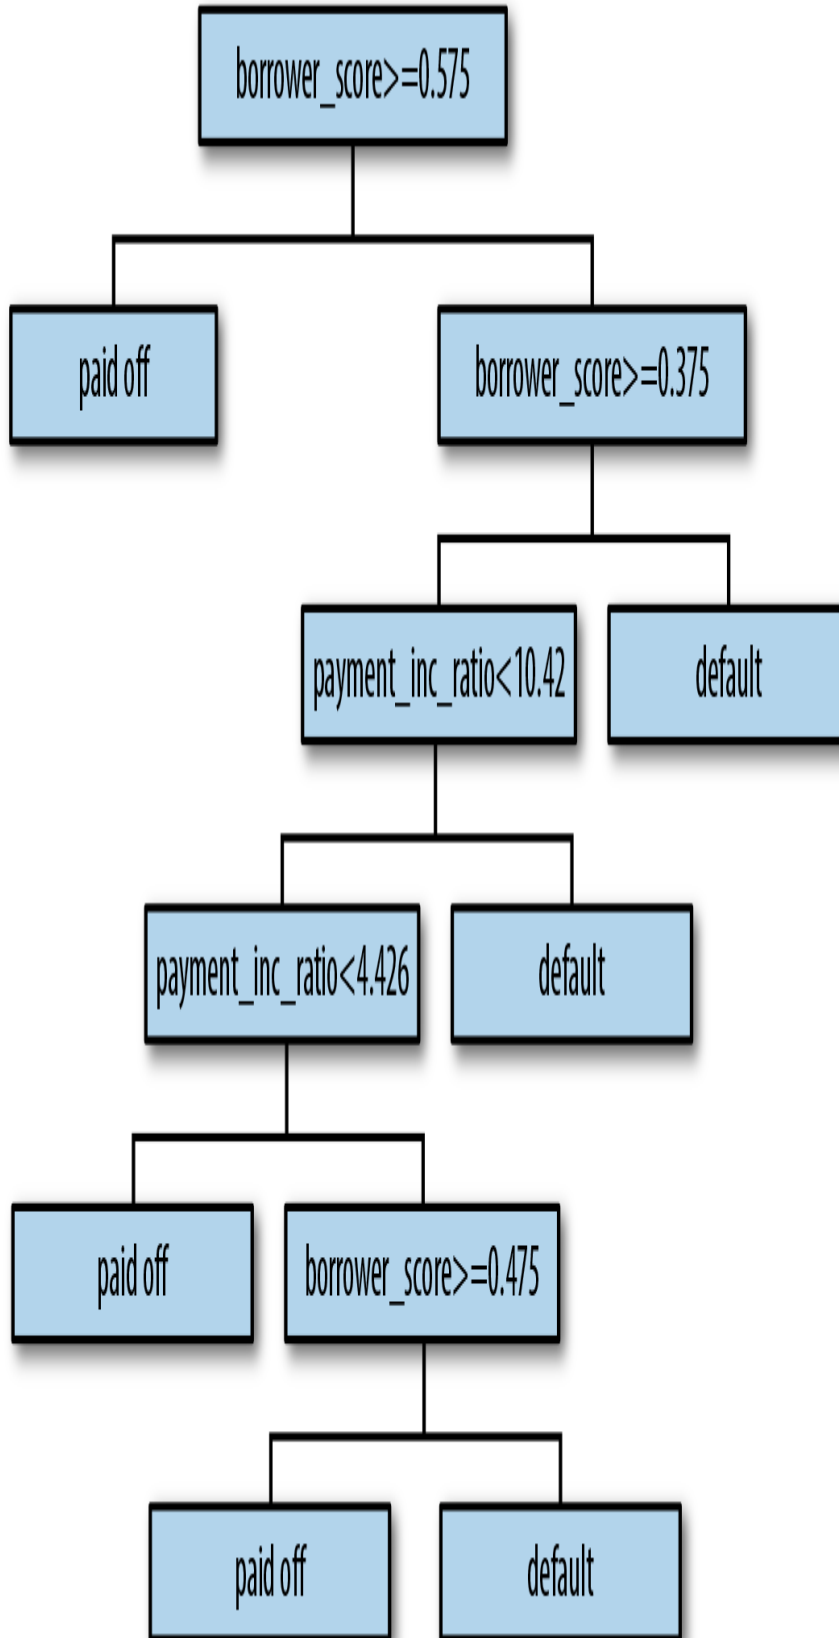 borrower_score>=0.575
paid off
borrower_score>=0.375
payment_inc_ratio<10.42
default
payment_inc_ratio<4.426
default
paid off
borrower_score>=0.475
paid off
default